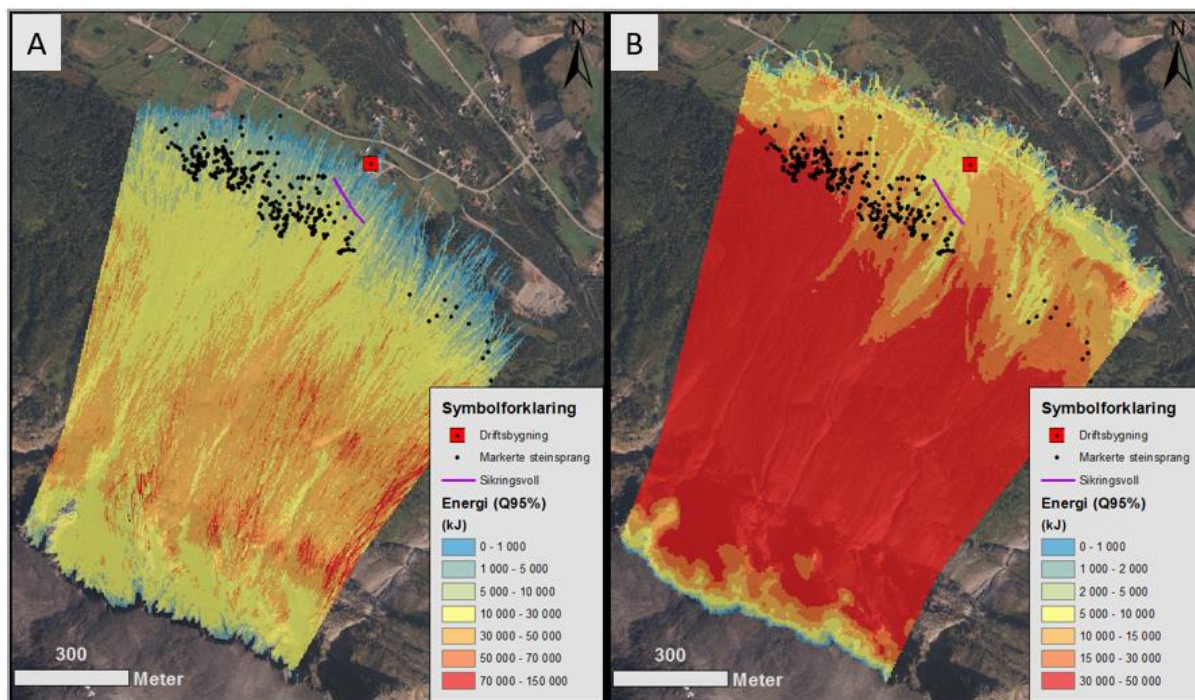 A
N
Symbolforklaring
Driftsbygning
Markerte steinsprang
Sikringsvoll
Energi (Q95%)
(kJ)
0 - 1 000
1 000 - 5 000
5 000 - 10 000
10 000 - 30 000
30 000 - 50 000
50 000 - 70 000
70 000 - 150 000
300
Meter
B
N
Symbolforklaring
Driftsbygning
Markerte steinsprang
Sikringsvoll
Energi (Q95%)
(kJ)
0 - 1 000
1 000 - 2 000
2 000 - 5 000
5 000 - 10 000
10 000 - 15 000
15 000 - 30 000
30 000 - 50 000
300
Meter